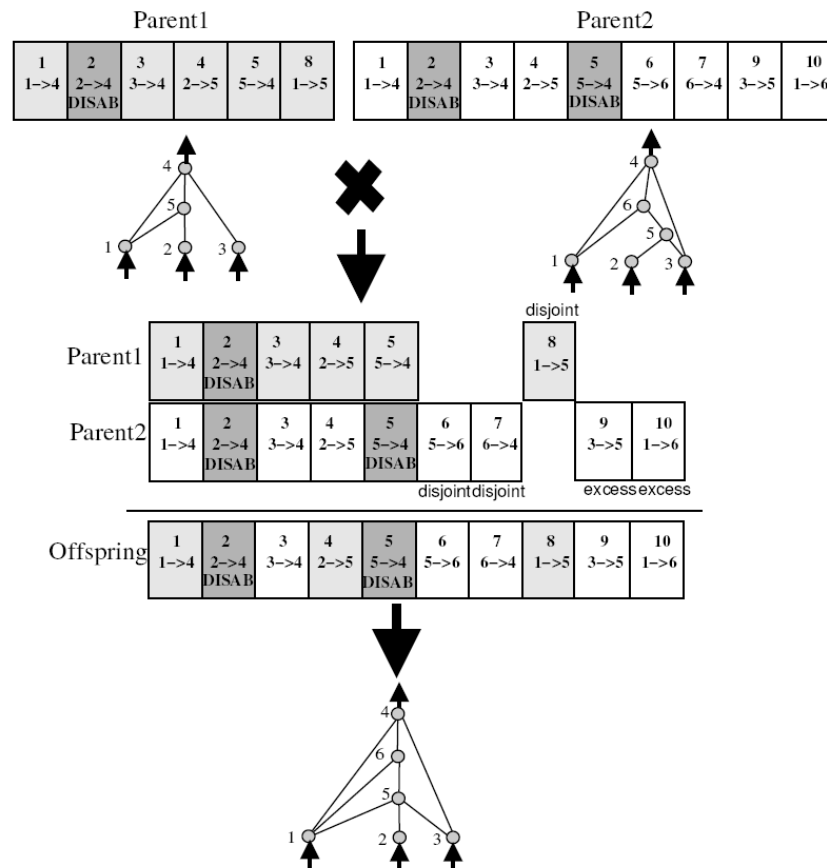 Parent1 Parent2
1 2 3 4 5 8 1 2 3 4 5 6 7 9 10
1->4 2->4 3->4 2->5 5->4 1->5 1->4 2->4 3->4 2->5 5->4 5->6 6->4 3->5 1->6
DISAB DISAB DISAB
4 4
5 6
5
1 2 3 1 2 3
disjoint
Parent1 1 2 3 4 5 8
1->4 2->4 3->4 2->5 5->4 1->5
DISAB
Parent2 1 2 3 4 5 6 7 9 10
1->4 2->4 3->4 2->5 5->4 5->6 6->4 3->5 1->6
DISAB DISAB
disjoint disjoint excess excess
Offspring 1 2 3 4 5 6 7 8 9 10
1->4 2->4 3->4 2->5 5->4 5->6 6->4 1->5 3->5 1->6
DISAB DISAB
4
6
5
1 2 3